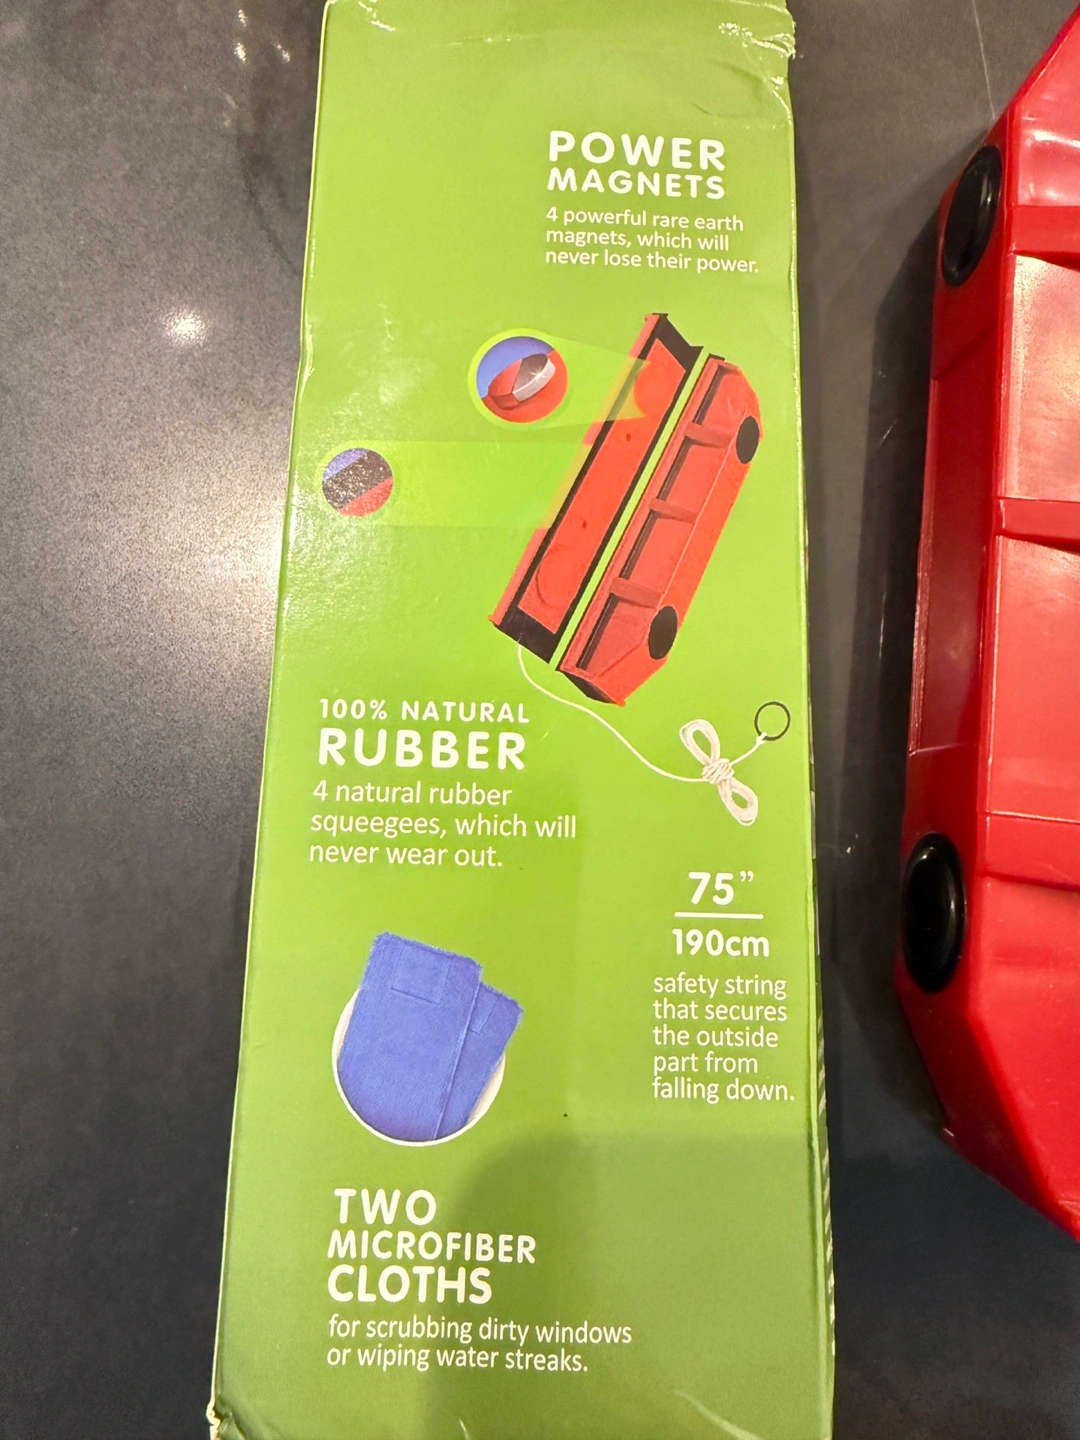 POWER
MAGNETS
4 powerful rare earth
magnets, which will
never lose their power.
100% NATURAL
RUBBER
4 natural rubber
squeegees, which will
never wear out.
75”
190cm
safety string
that secures
the outside
part from
falling down.
TWO
MICROFIBER
CLOTHS
for scrubbing dirty windows
or wiping water streaks.